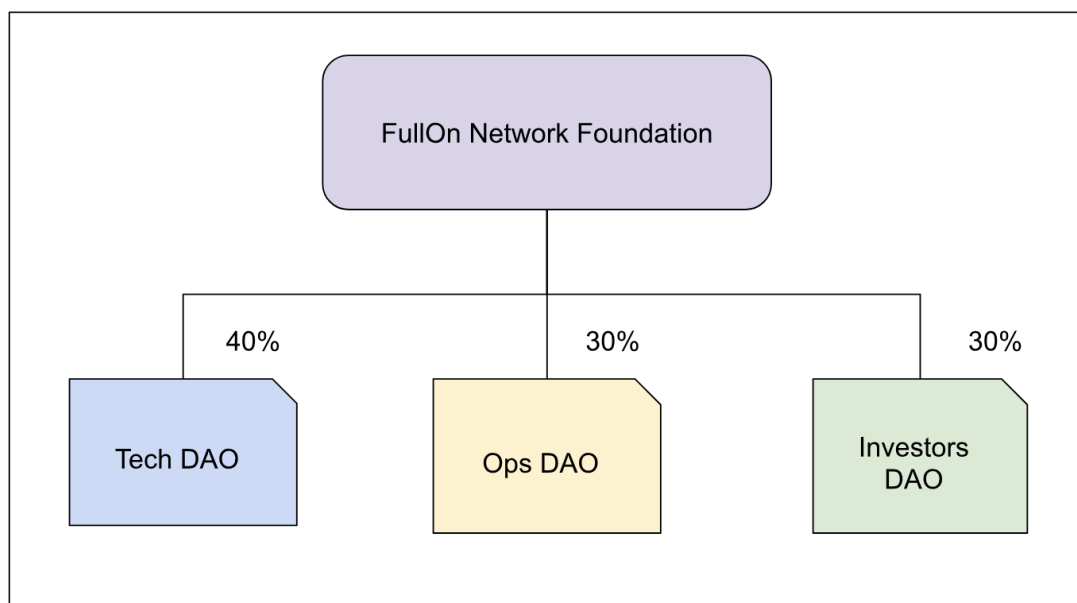 FullOn Network Foundation
40%
30%
30%
Tech DAO
Ops DAO
Investors
DAO